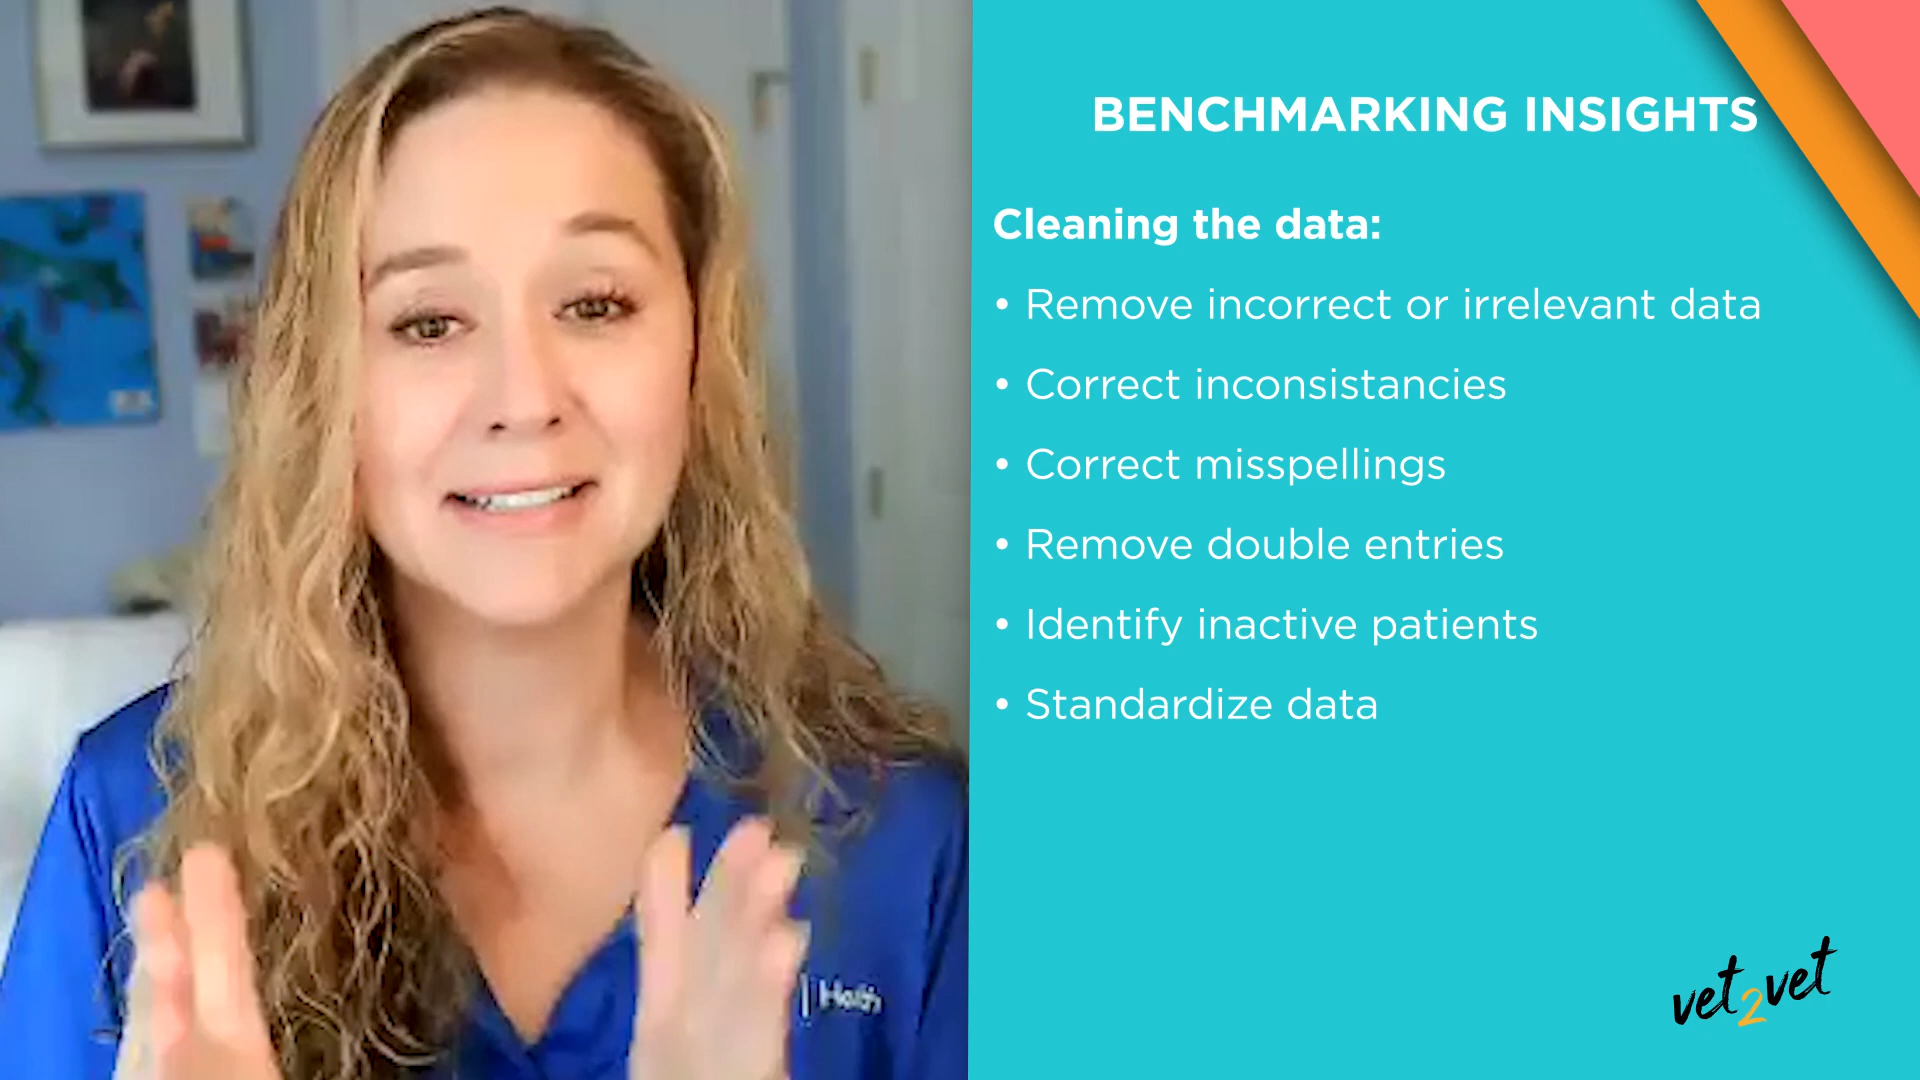 BENCHMARKING INSIGHTS
Cleaning the data:
• Remove incorrect or irrelevant data
• Correct inconsistancies
• Correct misspellings
• Remove double entries
• Identify inactive patients
• Standardize data
| Health
vet2vet